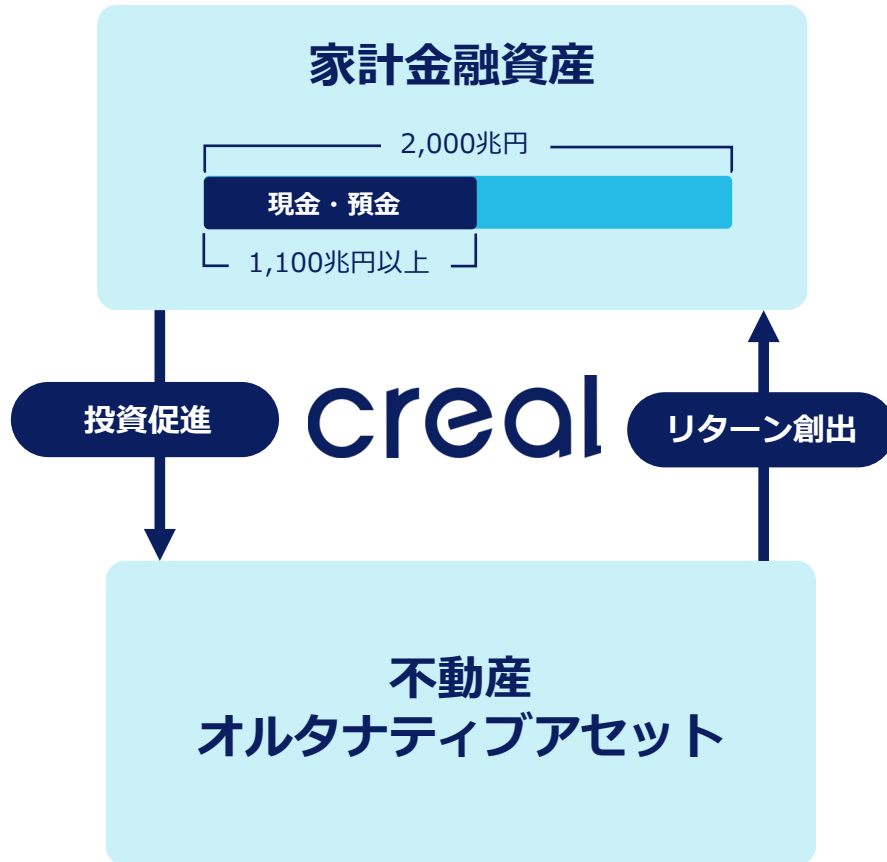 家計金融資産
2,000兆円
現金・預金
1,100兆円以上
投資促進
creal
リターン創出
不動産
オルタナティブアセット